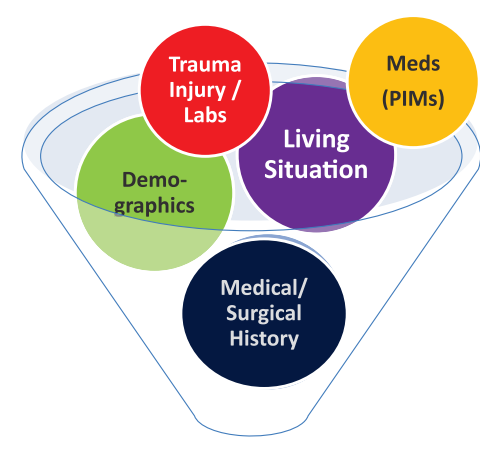 Trauma
Injury /
Labs
Meds
(PIMs)
Living
Situation
Demo-
graphics
Medical/
Surgical
History